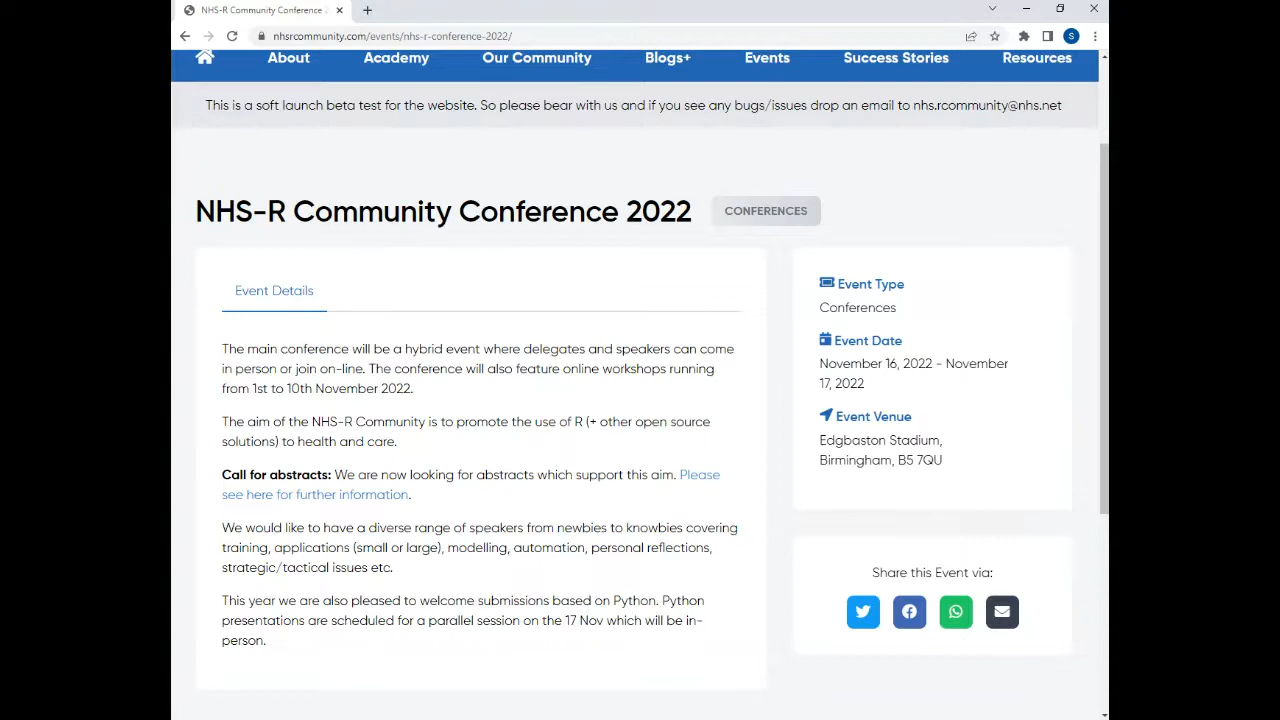 NHS-R Community Conference 2
nhsrcommunity.com/events/nhs-r-conference-2022/
S
About Academy Our Community Blogs+ Events Success Stories Resources
This is a soft launch beta test for the website. So please bear with us and if you see any bugs/issues drop an email to nhs.rcommunity@nhs.net
NHS-R Community Conference 2022
CONFERENCES
Event Details
The main conference will be a hybrid event where delegates and speakers can come
in person or join on-line. The conference will also feature online workshops running
from 1st to 10th November 2022.
The aim of the NHS-R Community is to promote the use of R (+ other open source
solutions) to health and care.
Call for abstracts: We are now looking for abstracts which support this aim. Please
see here for further information.
We would like to have a diverse range of speakers from newbies to knowbies covering
training, applications (small or large), modelling, automation, personal reflections,
strategic/tactical issues etc.
This year we are also pleased to welcome submissions based on Python. Python
presentations are scheduled for a parallel session on the 17 Nov which will be in-
person.
Event Type
Conferences
Event Date
November 16, 2022 - November
17, 2022
Event Venue
Edgbaston Stadium,
Birmingham, B5 7QU
Share this Event via: